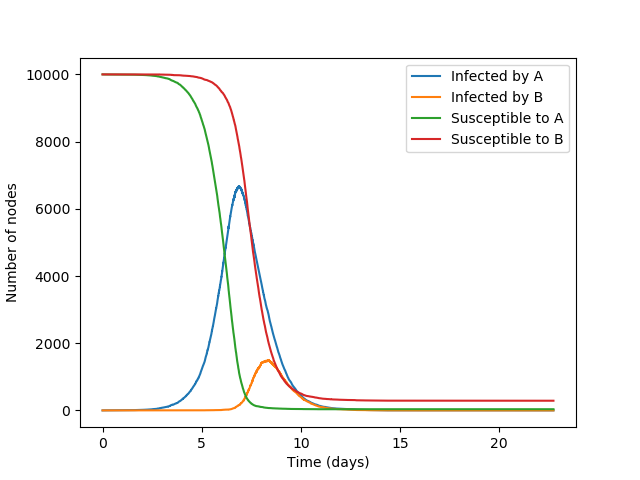 Infected by A
Infected by B
Susceptible to A
Susceptible to B
Number of nodes
10000
8000
6000
4000
2000
0
0 5 10 15 20
Time (days)